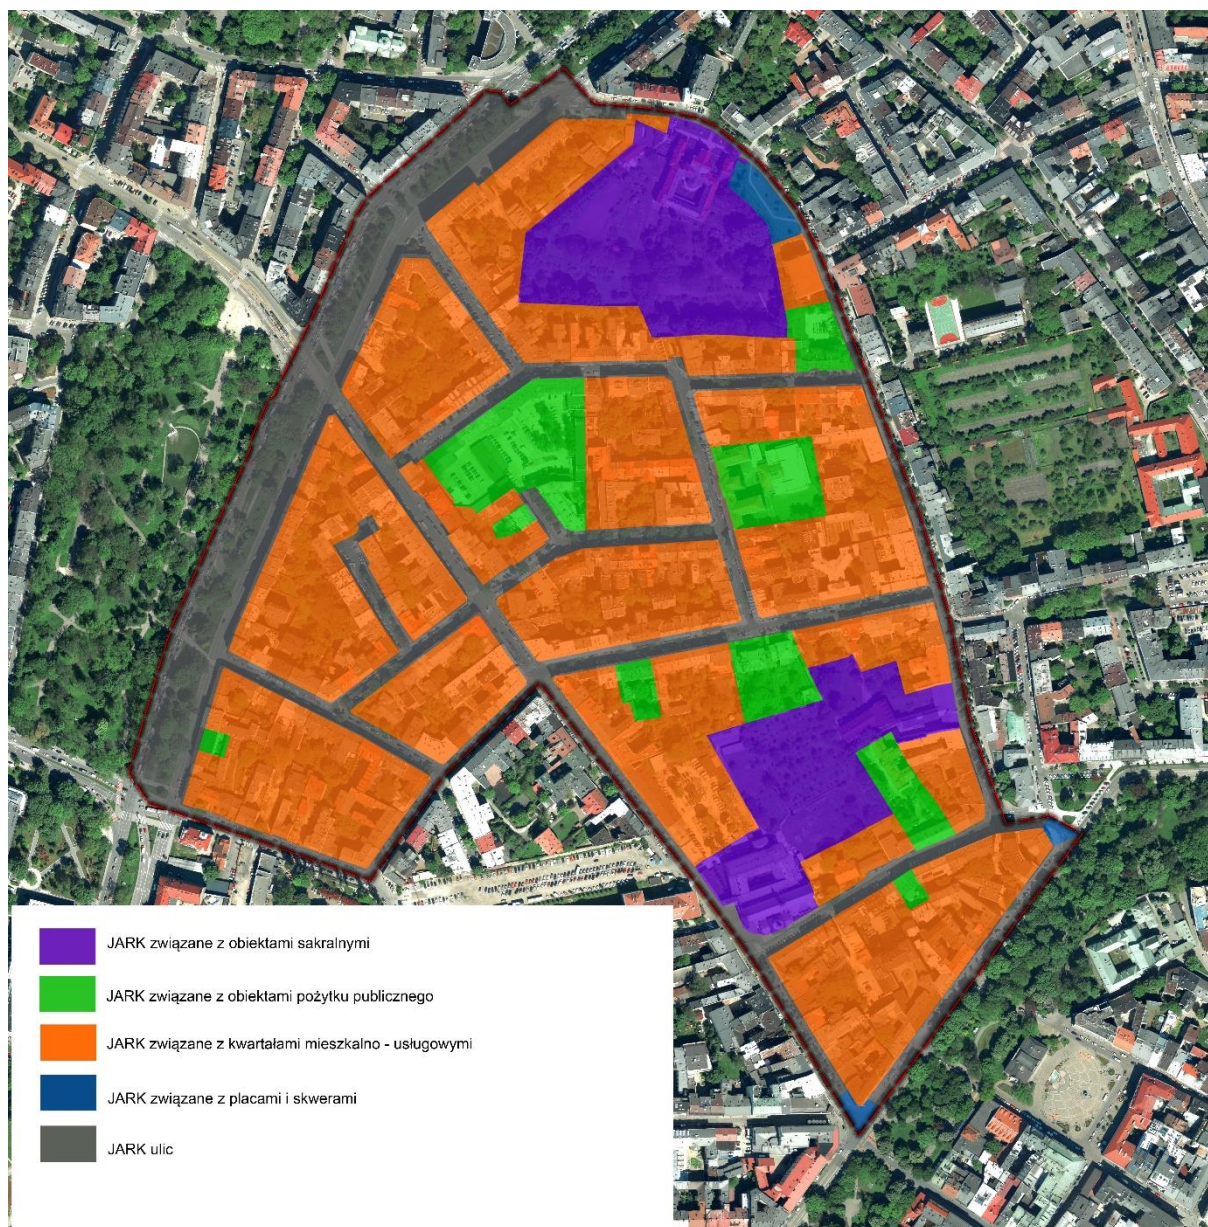 JARK związane z obiektami sakralnymi
JARK związane z obiektami pożytku publicznego
JARK związane z kwartałami mieszkalno - usługowymi
JARK związane z placami i skwerami
JARK ulic